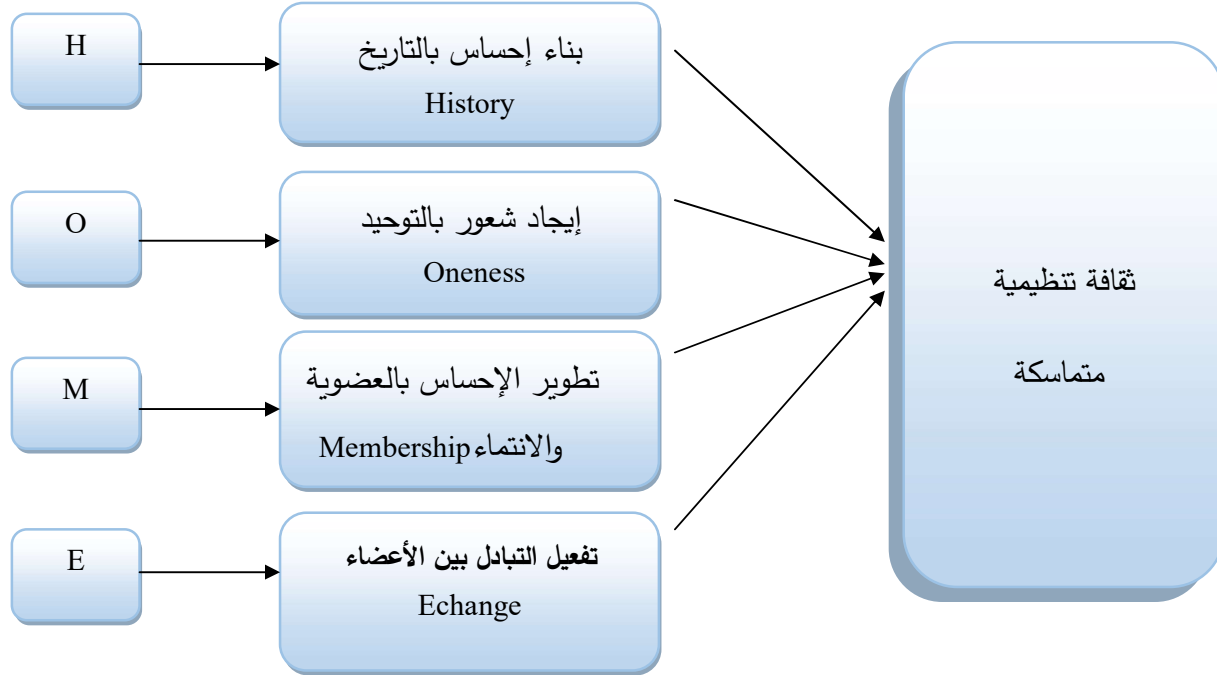 H
بناء إحساس بالتاريخ
History
O
إيجاد شعور بالتوحيد
Oneness
M
تطوير الإحساس بالعضوية
والانتماء Membership
E
تفعيل التبادل بين الأعضاء
Echange
ثقافة تنظيمية
متماسكة